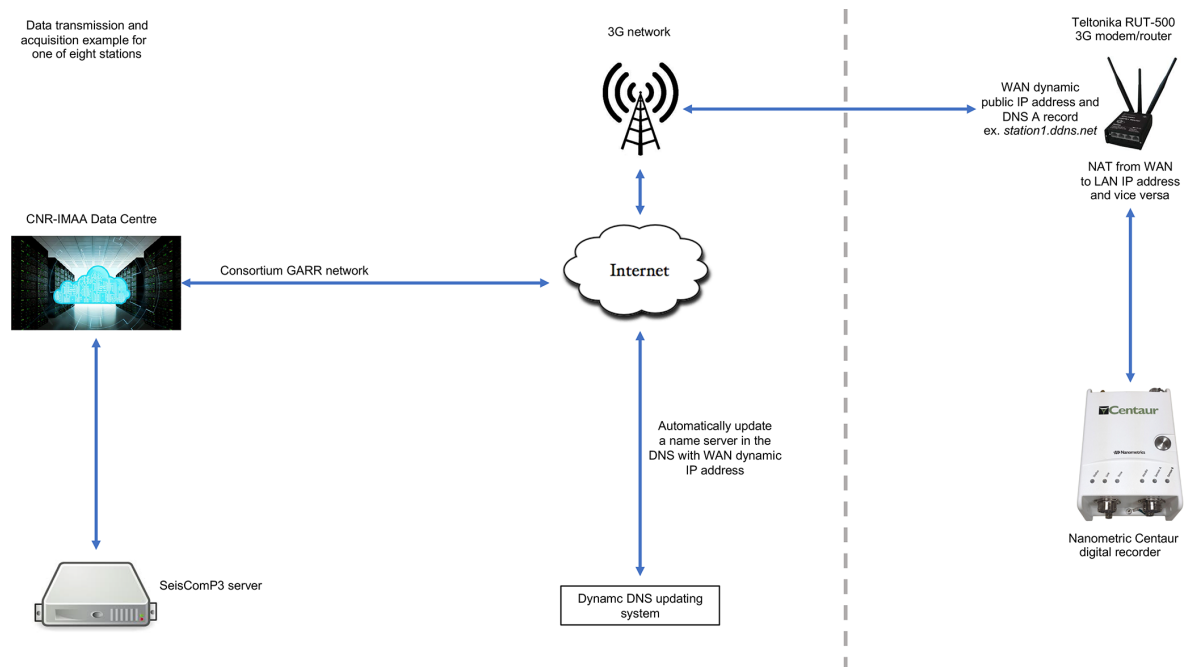 Data transmission and
acquisition example for
one of eight stations
3G network
Teltonika RUT-500
3G modem/router
WAN dynamic
public IP address and
DNS A record
ex. station1.ddns.net
NAT from WAN
to LAN IP address
and vice versa
CNR-IMAA Data Centre
Consortium GARR network
Internet
Automatically update
a name server in the
DNS with WAN dynamic
IP address
Centaur
Nanometrics
Nanometric Centaur
digital recorder
SeisComP3 server
Dynamc DNS updating
system